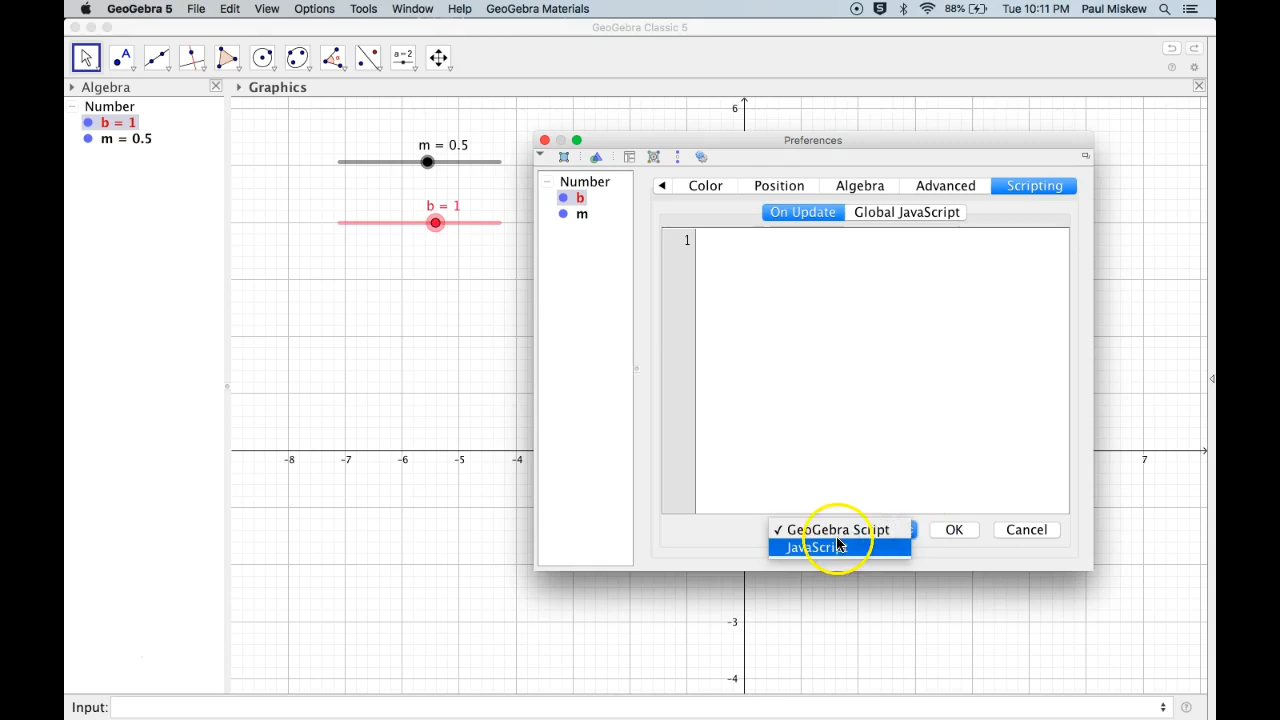 GeoGebra 5 File Edit View Options Tools Window Help GeoGebra Materials 88% Tue 10:11 PM Paul Miskew
GeoGebra Classic 5
A a=2
Algebra
Graphics
Number
b = 1
m = 0.5
m = 0.5
b = 1
6
-8 -7 -6 -5 -4 7
-3
-4
Preferences
Number
b
m
Color Position Algebra Advanced Scripting
On Update Global JavaScript
1
✓ GeoGebra Script
JavaScript
OK Cancel
Input: